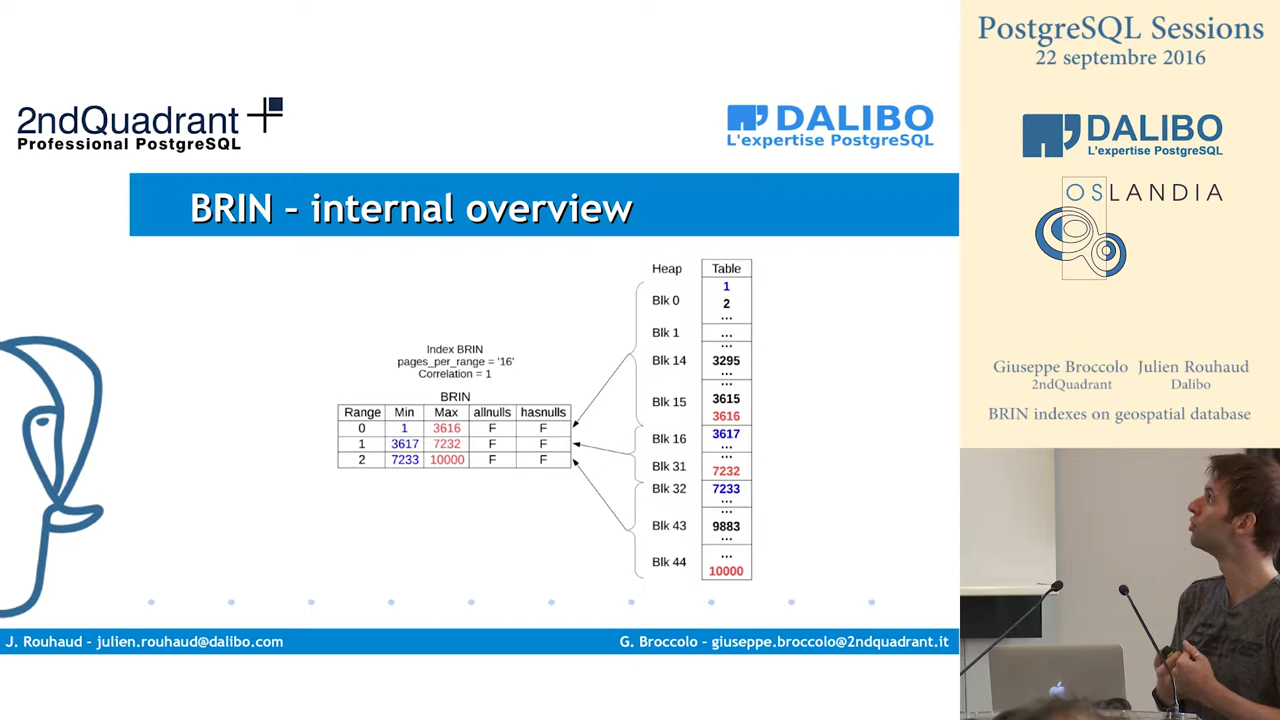 2ndQuadrant
Professional PostgreSQL
DALIBO
L'expertise PostgreSQL
BRIN – internal overview
Index BRIN
pages_per_range = '16'
Correlation = 1
BRIN
Range Min Max allnulls hasnulls
0 1 3616 F F
1 3617 7232 F F
2 7233 10000 F F
Heap Table
Blk 0 1
2
...
Blk 1 ...
...
Blk 14 3295
...
...
Blk 15 3615
3616
Blk 16 3617
...
...
Blk 31 7232
Blk 32 7233
...
...
Blk 43 9883
...
...
Blk 44 10000
J. Rouhaud – julien.rouhaud@dalibo.com
G. Broccolo – giuseppe.broccolo@2ndquadrant.it
PostgreSQL Sessions
22 septembre 2016
DALIBO
L'expertise PostgreSQL
OSLANDIA
Giuseppe Broccolo Julien Rouhaud
2ndQuadrant Dalibo
BRIN indexes on geospatial database